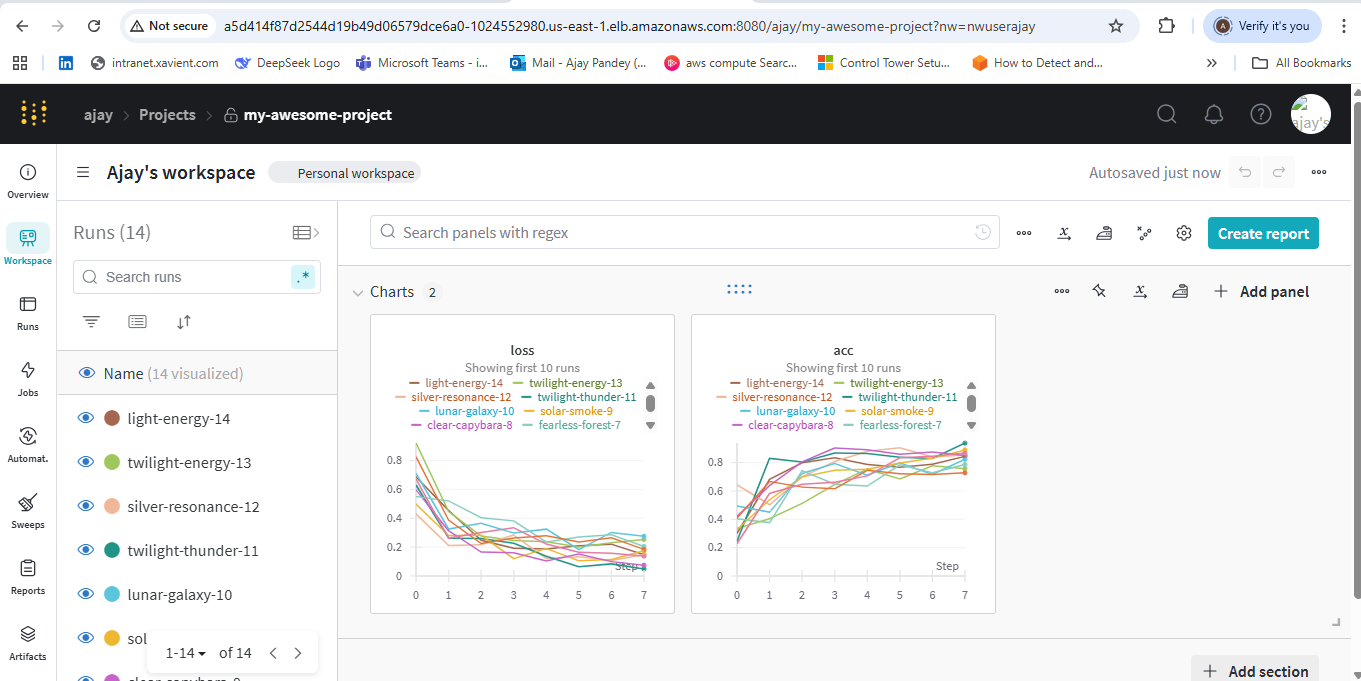 Not secure
a5d414f87d2544d19b49d06579dce6a0-1024552980.us-east-1.elb.amazonaws.com:8080/ajay/my-awesome-project?nw=nwuserajay
A
Verify it's you
intranet.xavient.com
DeepSeek Logo
Microsoft Teams - i...
Mail - Ajay Pandey (...
aws compute Searc...
Control Tower Setu...
How to Detect and...
All Bookmarks
ajay
Projects
my-awesome-project
ajay's
Overview
Workspace
Runs
Jobs
Automat.
Sweeps
Reports
Artifacts
Ajay's workspace
Personal workspace
Autosaved just now
Runs (14)
Search runs
.*
Name (14 visualized)
light-energy-14
twilight-energy-13
silver-resonance-12
twilight-thunder-11
lunar-galaxy-10
sol
1-14 of 14
Search panels with regex
Create report
Charts 2
Add panel
loss
Showing first 10 runs
light-energy-14 twilight-energy-13
silver-resonance-12 twilight-thunder-11
lunar-galaxy-10 solar-smoke-9
clear-capybara-8 fearless-forest-7
0.8
0.6
0.4
0.2
0
Step
0 1 2 3 4 5 6 7
acc
Showing first 10 runs
light-energy-14 twilight-energy-13
silver-resonance-12 twilight-thunder-11
lunar-galaxy-10 solar-smoke-9
clear-capybara-8 fearless-forest-7
0.8
0.6
0.4
0.2
0
Step
0 1 2 3 4 5 6 7
Add section